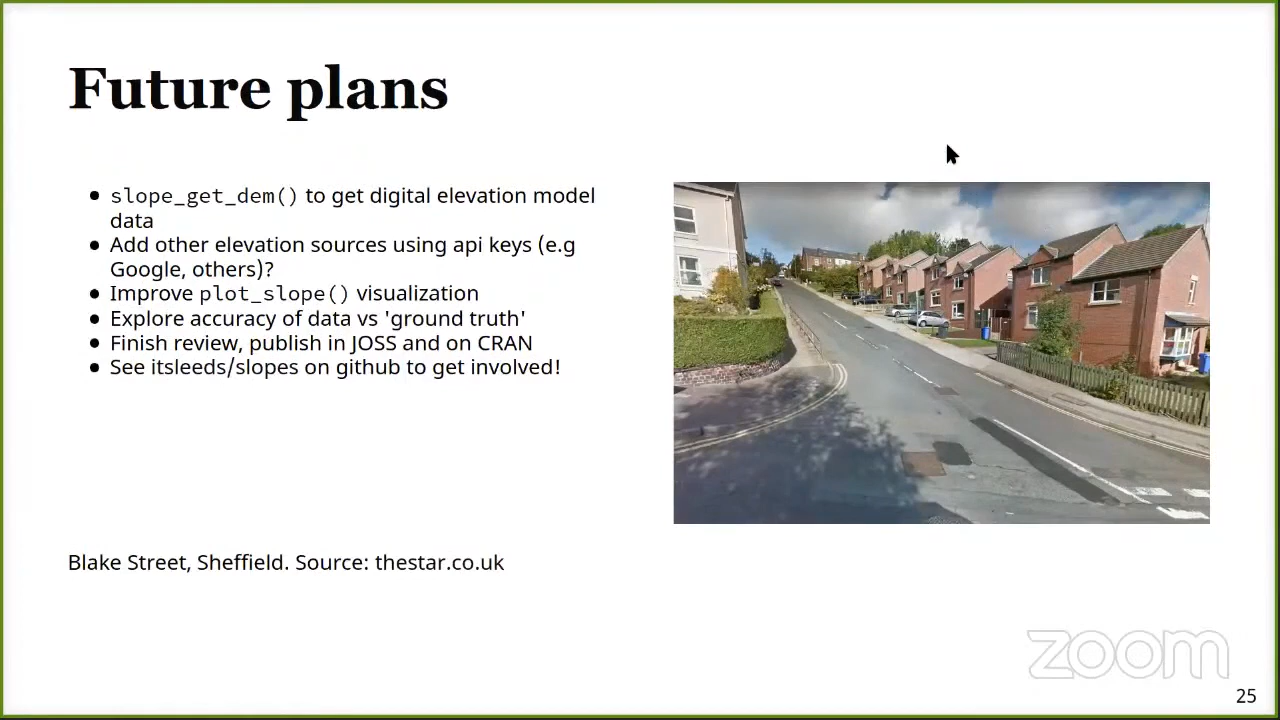 Future plans
slope_get_dem() to get digital elevation model
data
Add other elevation sources using api keys (e.g
Google, others)?
Improve plot_slope() visualization
Explore accuracy of data vs 'ground truth'
Finish review, publish in JOSS and on CRAN
See itsleeds/slopes on github to get involved!
Blake Street, Sheffield. Source: thestar.co.uk
zoom
25